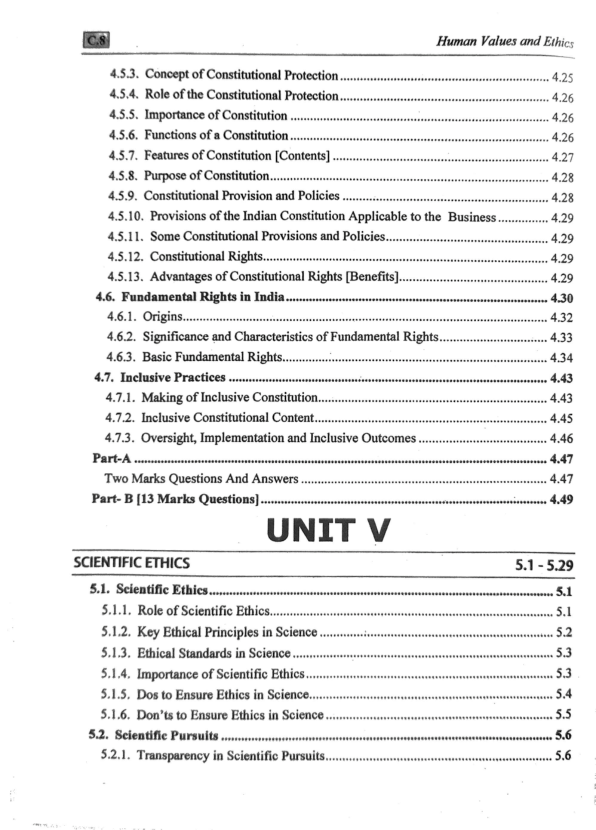 C.8 Human Values and Ethics
4.5.3. Concept of Constitutional Protection ........ 4.25
4.5.4. Role of the Constitutional Protection ........ 4.26
4.5.5. Importance of Constitution ........ 4.26
4.5.6. Functions of a Constitution ........ 4.26
4.5.7. Features of Constitution [Contents] ........ 4.27
4.5.8. Purpose of Constitution ........ 4.28
4.5.9. Constitutional Provision and Policies ........ 4.28
4.5.10. Provisions of the Indian Constitution Applicable to the Business ........ 4.29
4.5.11. Some Constitutional Provisions and Policies ........ 4.29
4.5.12. Constitutional Rights ........ 4.29
4.5.13. Advantages of Constitutional Rights [Benefits] ........ 4.29
4.6. Fundamental Rights in India ........ 4.30
4.6.1. Origins ........ 4.32
4.6.2. Significance and Characteristics of Fundamental Rights ........ 4.33
4.6.3. Basic Fundamental Rights ........ 4.34
4.7. Inclusive Practices ........ 4.43
4.7.1. Making of Inclusive Constitution ........ 4.43
4.7.2. Inclusive Constitutional Content ........ 4.45
4.7.3. Oversight, Implementation and Inclusive Outcomes ........ 4.46
Part-A ........ 4.47
Two Marks Questions And Answers ........ 4.47
Part- B [13 Marks Questions] ........ 4.49
UNIT V
SCIENTIFIC ETHICS 5.1 - 5.29
5.1. Scientific Ethics ........ 5.1
5.1.1. Role of Scientific Ethics ........ 5.1
5.1.2. Key Ethical Principles in Science ........ 5.2
5.1.3. Ethical Standards in Science ........ 5.3
5.1.4. Importance of Scientific Ethics ........ 5.3
5.1.5. Dos to Ensure Ethics in Science ........ 5.4
5.1.6. Don'ts to Ensure Ethics in Science ........ 5.5
5.2. Scientific Pursuits ........ 5.6
5.2.1. Transparency in Scientific Pursuits ........ 5.6